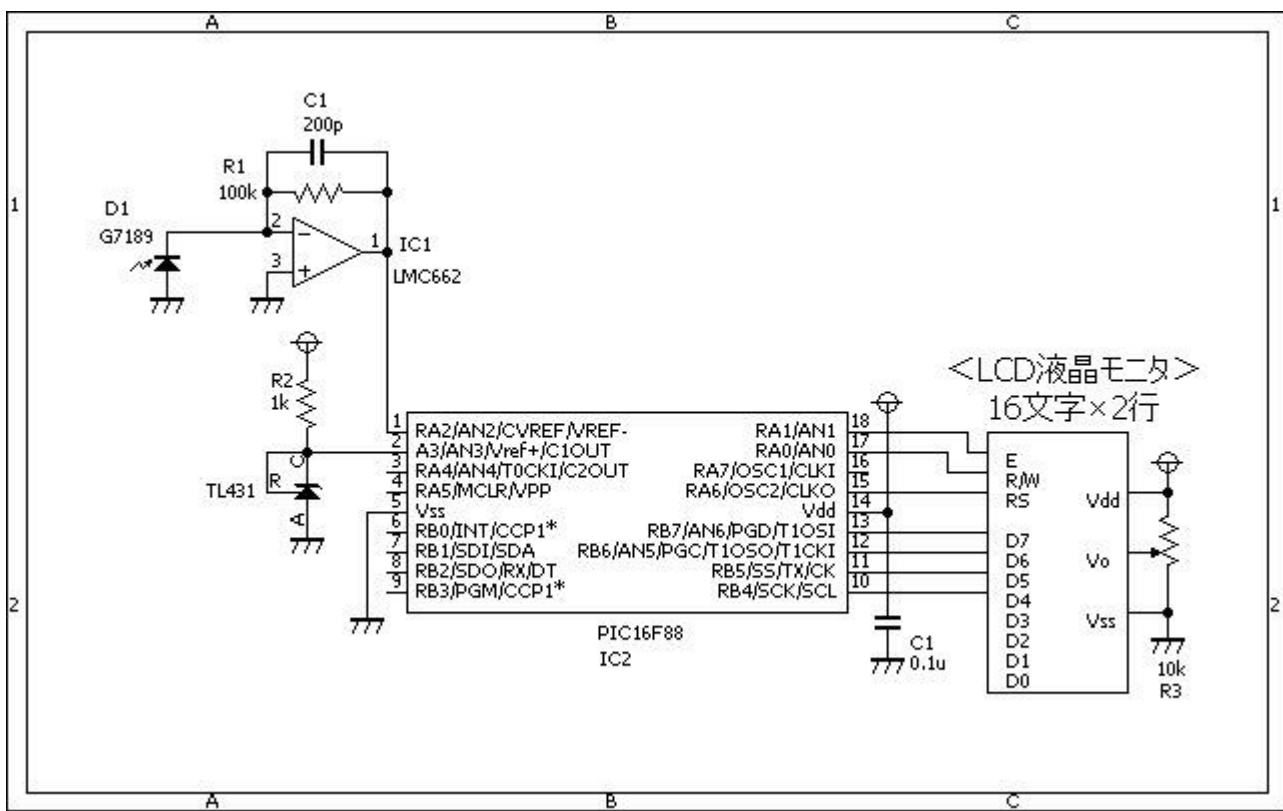 A
B
C
1
1
C1
200p
R1
100k
D1
G7189
2
3
1
IC1
LMC662
R2
1k
<LCD液晶モニタ>
16文字×2行
C
R
A
TL431
1
RA2/AN2/CVREF/VREF-
2
A3/AN3/Vref+/C1OUT
3
RA4/AN4/T0CKI/C2OUT
4
RA5/MCLR/VPP
5
Vss
6
RB0/INT/CCP1*
7
RB1/SDI/SDA
8
RB2/SDO/RX/DT
9
RB3/PGM/CCP1*
18
RA1/AN1
17
RA0/AN0
16
RA7/OSC1/CLKI
15
RA6/OSC2/CLKO
14
Vdd
13
RB7/AN6/PGD/T1OSI
12
RB6/AN5/PGC/T1OSO/T1CKI
11
RB5/SS/TX/CK
10
RB4/SCK/SCL
PIC16F88
IC2
C1
0.1u
E
R/W
RS
D7
D6
D5
D4
D3
D2
D1
D0
Vdd
Vo
Vss
10k
R3
2
2
A
B
C